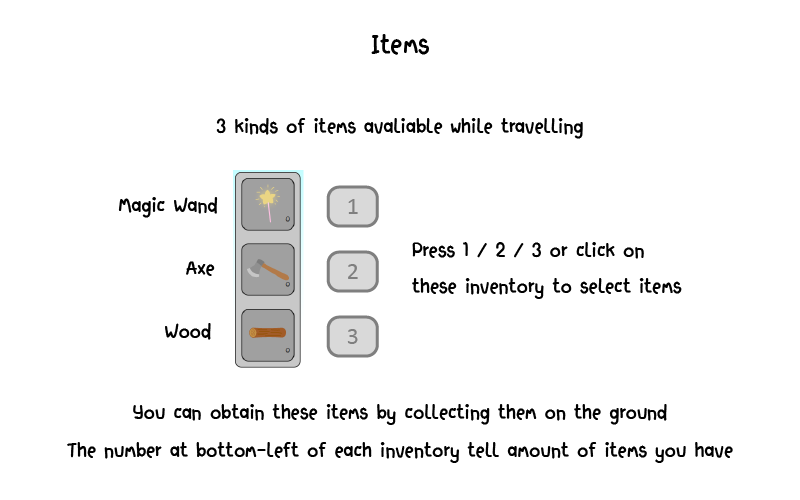 Items
3 kinds of items avaliable while travelling
Magic Wand
0
1
Axe
0
2
Wood
0
3
Press 1 / 2 / 3 or click on
these inventory to select items
You can obtain these items by collecting them on the ground
The number at bottom-left of each inventory tell amount of items you have